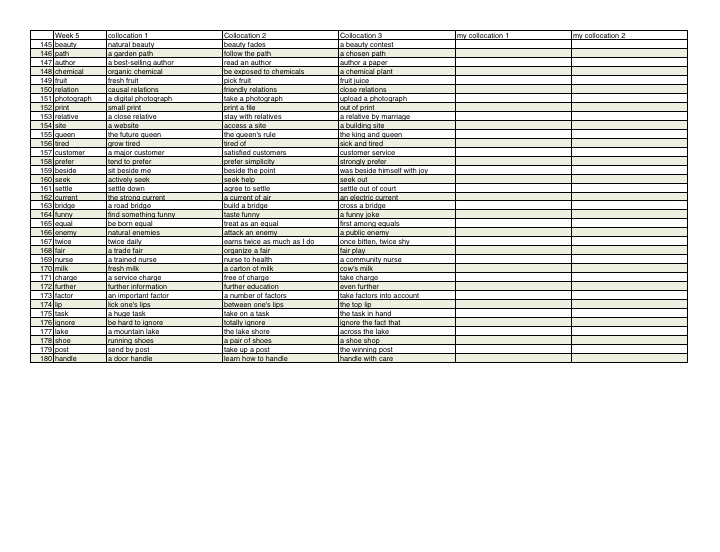 Week 5 collocation 1 Collocation 2 Collocation 3 my collocation 1 my collocation 2
145 beauty natural beauty beauty fades a beauty contest
146 path a garden path follow the path a chosen path
147 author a best-selling author read an author author a paper
148 chemical organic chemical be exposed to chemicals a chemical plant
149 fruit fresh fruit pick fruit fruit juice
150 relation causal relations friendly relations close relations
151 photograph a digital photograph take a photograph upload a photograph
152 print small print print a file out of print
153 relative a close relative stay with relatives a relative by marriage
154 site a website access a site a building site
155 queen the future queen the queen's rule the king and queen
156 tired grow tired tired of sick and tired
157 customer a major customer satisfied customers customer service
158 prefer tend to prefer prefer simplicity strongly prefer
159 beside sit beside me beside the point was beside himself with joy
160 seek actively seek seek help seek out
161 settle settle down agree to settle settle out of court
162 current the strong current a current of air an electric current
163 bridge a road bridge build a bridge cross a bridge
164 funny find something funny taste funny a funny joke
165 equal be born equal treat as an equal first among equals
166 enemy natural enemies attack an enemy a public enemy
167 twice twice daily earns twice as much as I do once bitten, twice shy
168 fair a trade fair organize a fair fair play
169 nurse a trained nurse nurse to health a community nurse
170 milk fresh milk a carton of milk cow's milk
171 charge a service charge free of charge take charge
172 further further information further education even further
173 factor an important factor a number of factors take factors into account
174 lip lick one's lips between one's lips the top lip
175 task a huge task take on a task the task in hand
176 ignore be hard to ignore totally ignore ignore the fact that
177 lake a mountain lake the lake shore across the lake
178 shoe running shoes a pair of shoes a shoe shop
179 post send by post take up a post the winning post
180 handle a door handle learn how to handle handle with care